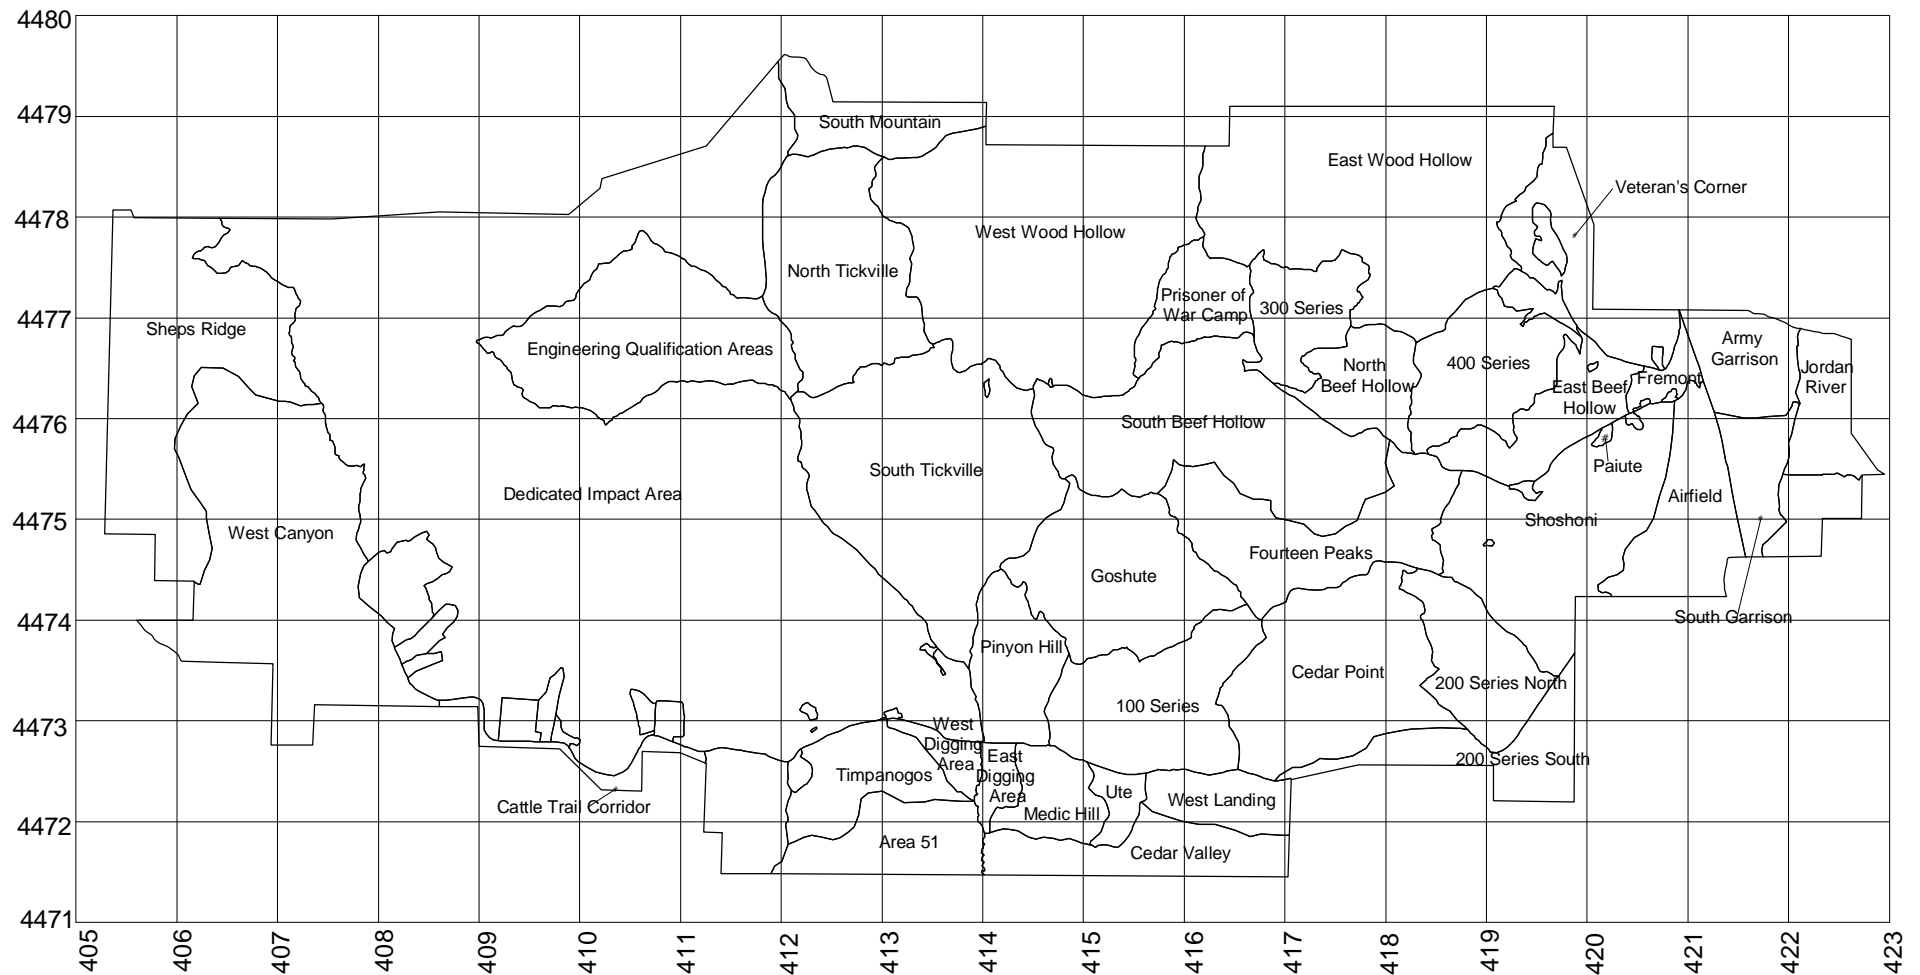 4480
4479
South Mountain
East Wood Hollow
Veteran's Corner
4478
West Wood Hollow
North Tickville
Prisoner of
War Camp
300 Series
4477
Sheps Ridge
Engineering Qualification Areas
Army
Garrison
400 Series
North
Beef Hollow
Fremont
Jordan
River
East Beef
Hollow
4476
South Beef Hollow
South Tickville
Paiute
Dedicated Impact Area
Airfield
4475
Shoshoni
West Canyon
Fourteen Peaks
Goshute
4474
South Garrison
Pinyon Hill
Cedar Point
200 Series North
100 Series
4473
West
Digging
Area
East
Digging
Area
200 Series South
Timpanogos
Ute
West Landing
Cattle Trail Corridor
Medic Hill
4472
Area 51
Cedar Valley
4471
405
406
407
408
409
410
411
412
413
414
415
416
417
418
419
420
421
422
423